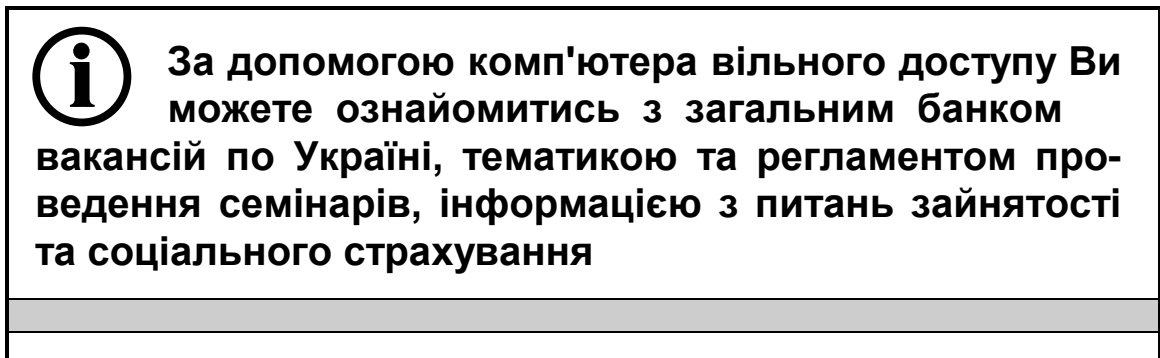 За допомогою комп'ютера вільного доступу Ви
можете ознайомитись з загальним банком
вакансій по Україні, тематикою та регламентом про-
ведення семінарів, інформацією з питань зайнятості
та соціального страхування